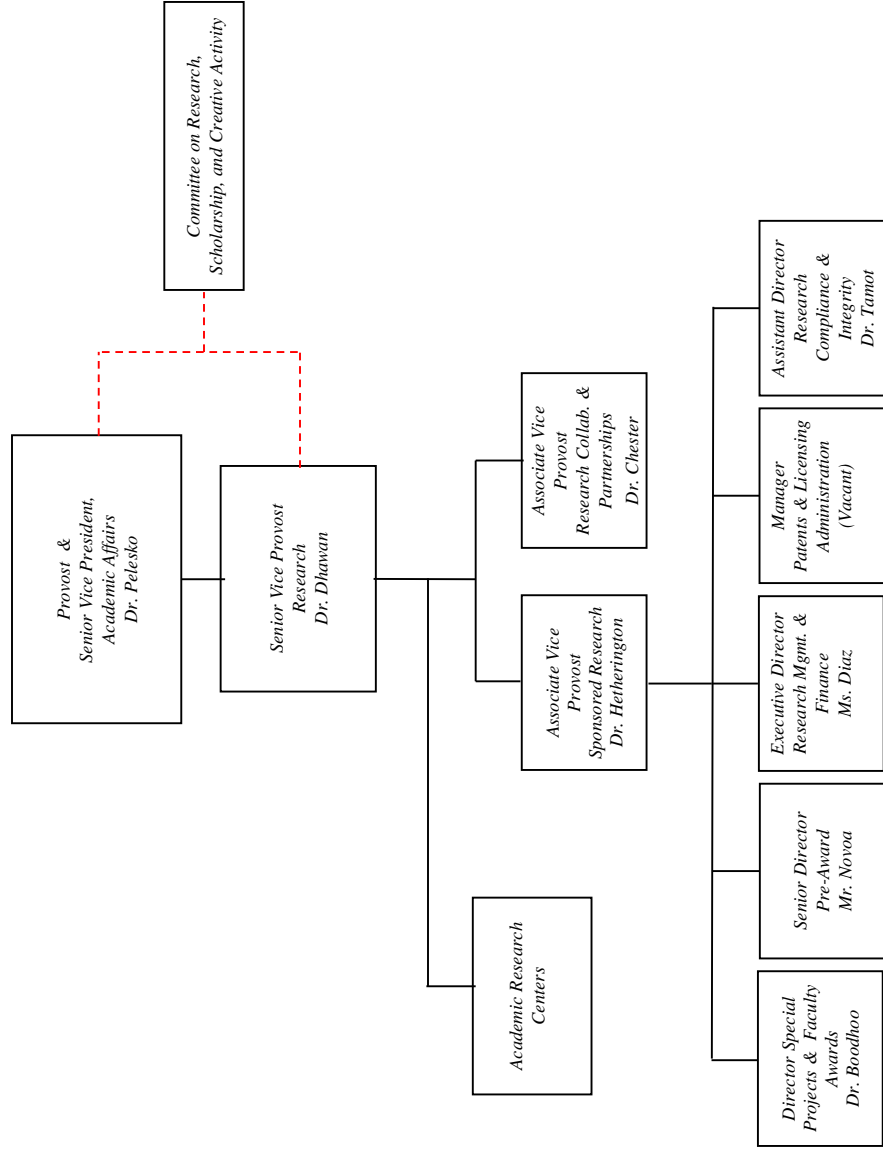 Provost &
Senior Vice President,
Academic Affairs
Dr. Pelesko
Committee on Research,
Scholarship, and Creative Activity
Senior Vice Provost
Research
Dr. Dhawan
Academic Research
Centers
Associate Vice
Provost
Sponsored Research
Dr. Hetherington
Associate Vice
Provost
Research Collab. &
Partnerships
Dr. Chester
Director Special
Projects & Faculty
Awards
Dr. Boodhoo
Senior Director
Pre-Award
Mr. Novoa
Executive Director
Research Mgmt. &
Finance
Ms. Diaz
Manager
Patents & Licensing
Administration
(Vacant)
Assistant Director
Research
Compliance &
Integrity
Dr. Tamot